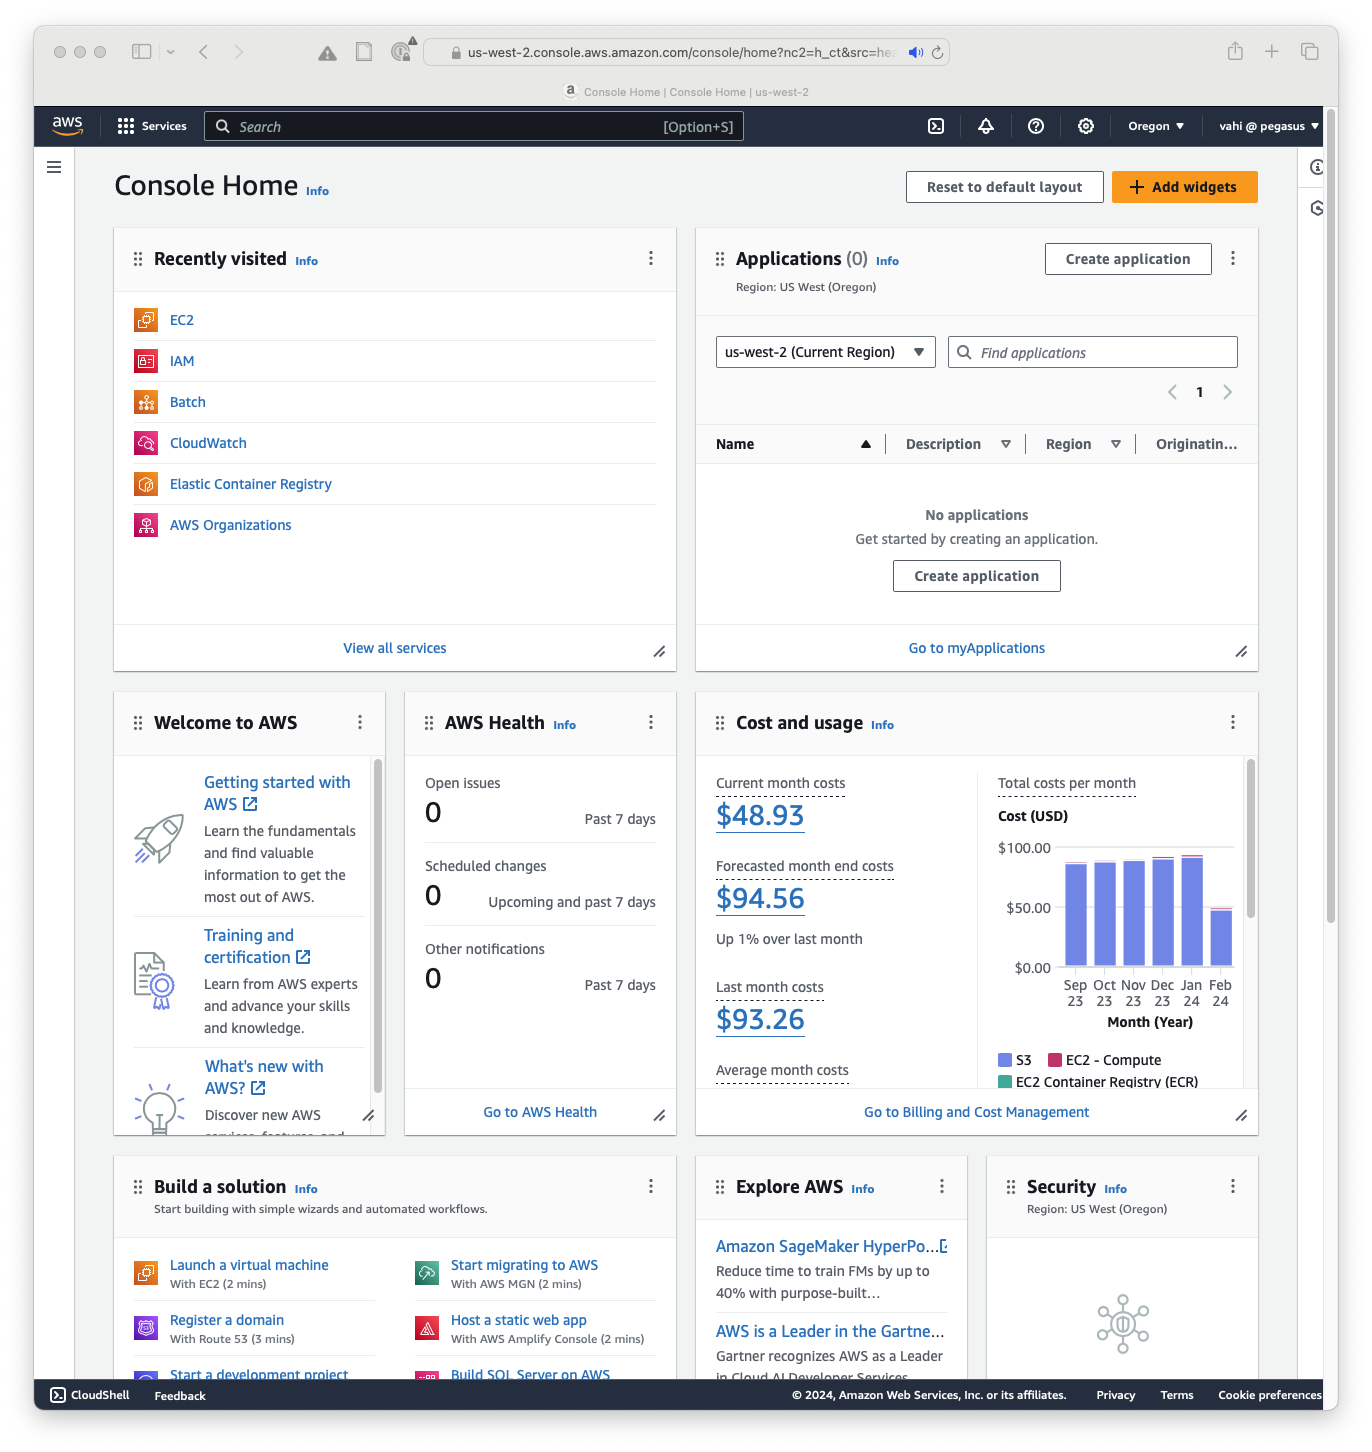 us-west-2.console.aws.amazon.com/console/home?nc2=h_ct&src=hea
a Console Home | Console Home | us-west-2
aws Services Search [Option+S] Oregon vahi @ pegasus
Console Home Info
Reset to default layout
Add widgets
Recently visited Info
EC2
IAM
Batch
CloudWatch
Elastic Container Registry
AWS Organizations
View all services
Applications (0) Info
Region: US West (Oregon)
Create application
us-west-2 (Current Region)
Find applications
1
Name Description Region Originatin...
No applications
Get started by creating an application.
Create application
Go to myApplications
Welcome to AWS
Getting started with
AWS
Learn the fundamentals
and find valuable
information to get the
most out of AWS.
Training and
certification
Learn from AWS experts
and advance your skills
and knowledge.
What's new with
AWS?
Discover new AWS
services, features, and
AWS Health Info
Open issues
0 Past 7 days
Scheduled changes
0 Upcoming and past 7 days
Other notifications
0 Past 7 days
Go to AWS Health
Cost and usage Info
Current month costs
$48.93
Forecasted month end costs
$94.56
Up 1% over last month
Last month costs
$93.26
Average month costs
Total costs per month
Cost (USD)
$100.00
$50.00
$0.00
Sep Oct Nov Dec Jan Feb
23 23 23 23 24 24
Month (Year)
S3 EC2 - Compute
EC2 Container Registry (ECR)
Go to Billing and Cost Management
Build a solution Info
Start building with simple wizards and automated workflows.
Launch a virtual machine
With EC2 (2 mins)
Register a domain
With Route 53 (3 mins)
Start a development project
Start migrating to AWS
With AWS MGN (2 mins)
Host a static web app
With AWS Amplify Console (2 mins)
Build SQL Server on AWS
Explore AWS Info
Amazon SageMaker HyperPo...
Reduce time to train FMs by up to
40% with purpose-built...
AWS is a Leader in the Gartne...
Gartner recognizes AWS as a Leader
in Cloud AI Developer Services
Security Info
Region: US West (Oregon)
CloudShell Feedback © 2024, Amazon Web Services, Inc. or its affiliates. Privacy Terms Cookie preferences